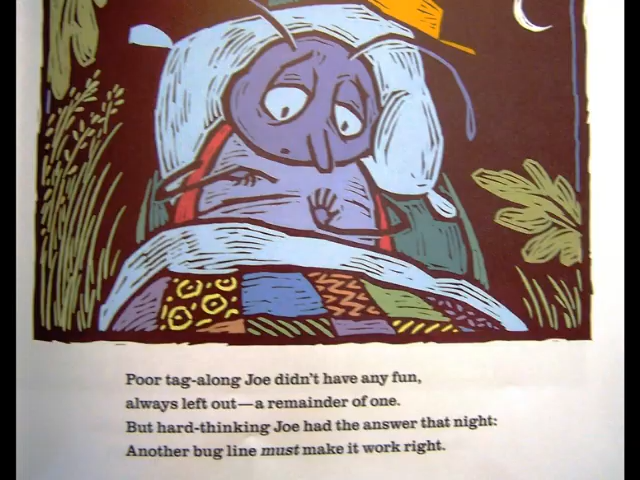 Poor tag-along Joe didn't have any fun,
always left out—a remainder of one.
But hard-thinking Joe had the answer that night:
Another bug line must make it work right.